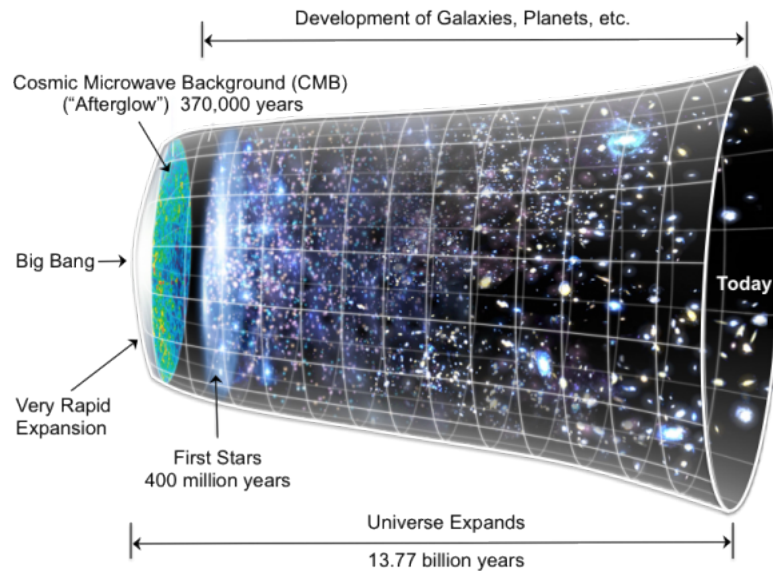 Development of Galaxies, Planets, etc.
Cosmic Microwave Background (CMB)
(“Afterglow”) 370,000 years
Big Bang
Today
Very Rapid
Expansion
First Stars
400 million years
Universe Expands
13.77 billion years